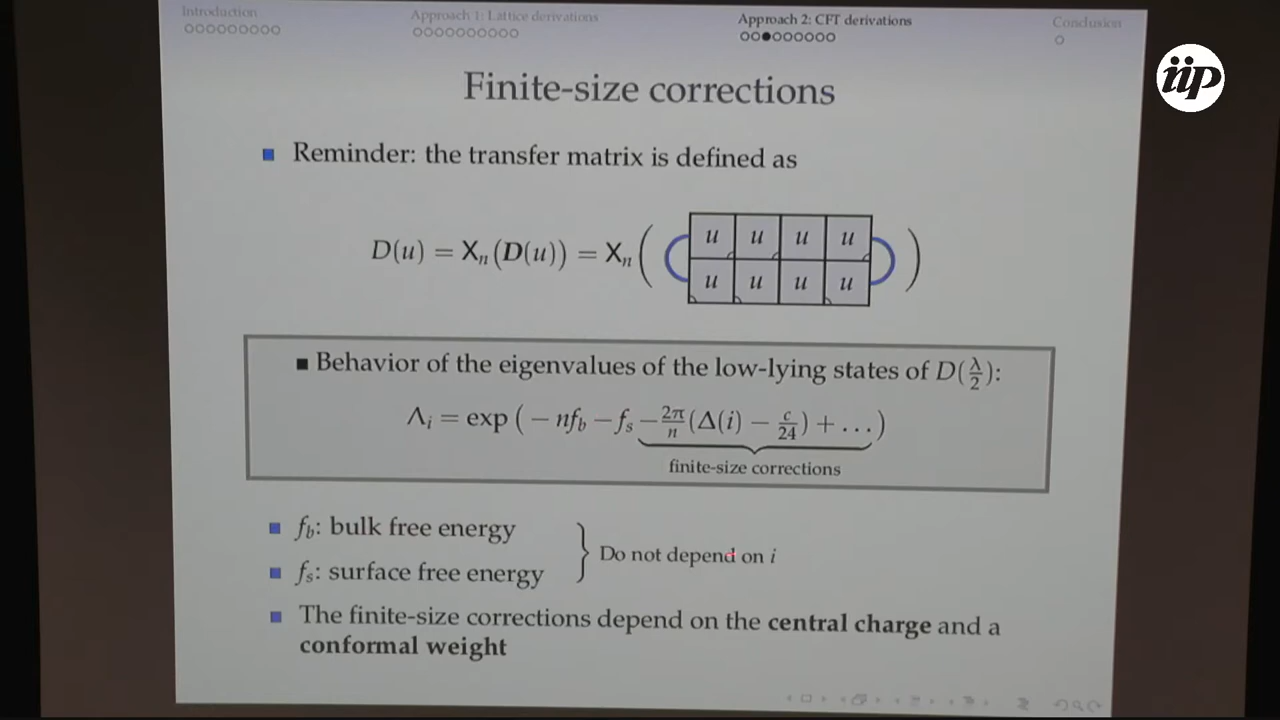 Introduction
Approach 1: Lattice derivations
Approach 2: CFT derivations
Conclusion
iip
Finite-size corrections
Reminder: the transfer matrix is defined as
D(u) = Xₙ(D(u)) = Xₙ(
u u u u
u u u u
)
Behavior of the eigenvalues of the low-lying states of D(λ/2):
Λᵢ = exp ( − nf_b − f_s − 2π/n (Δ(i) − c/24) + …)
finite-size corrections
f_b: bulk free energy
f_s: surface free energy
Do not depend on i
The finite-size corrections depend on the central charge and a
conformal weight